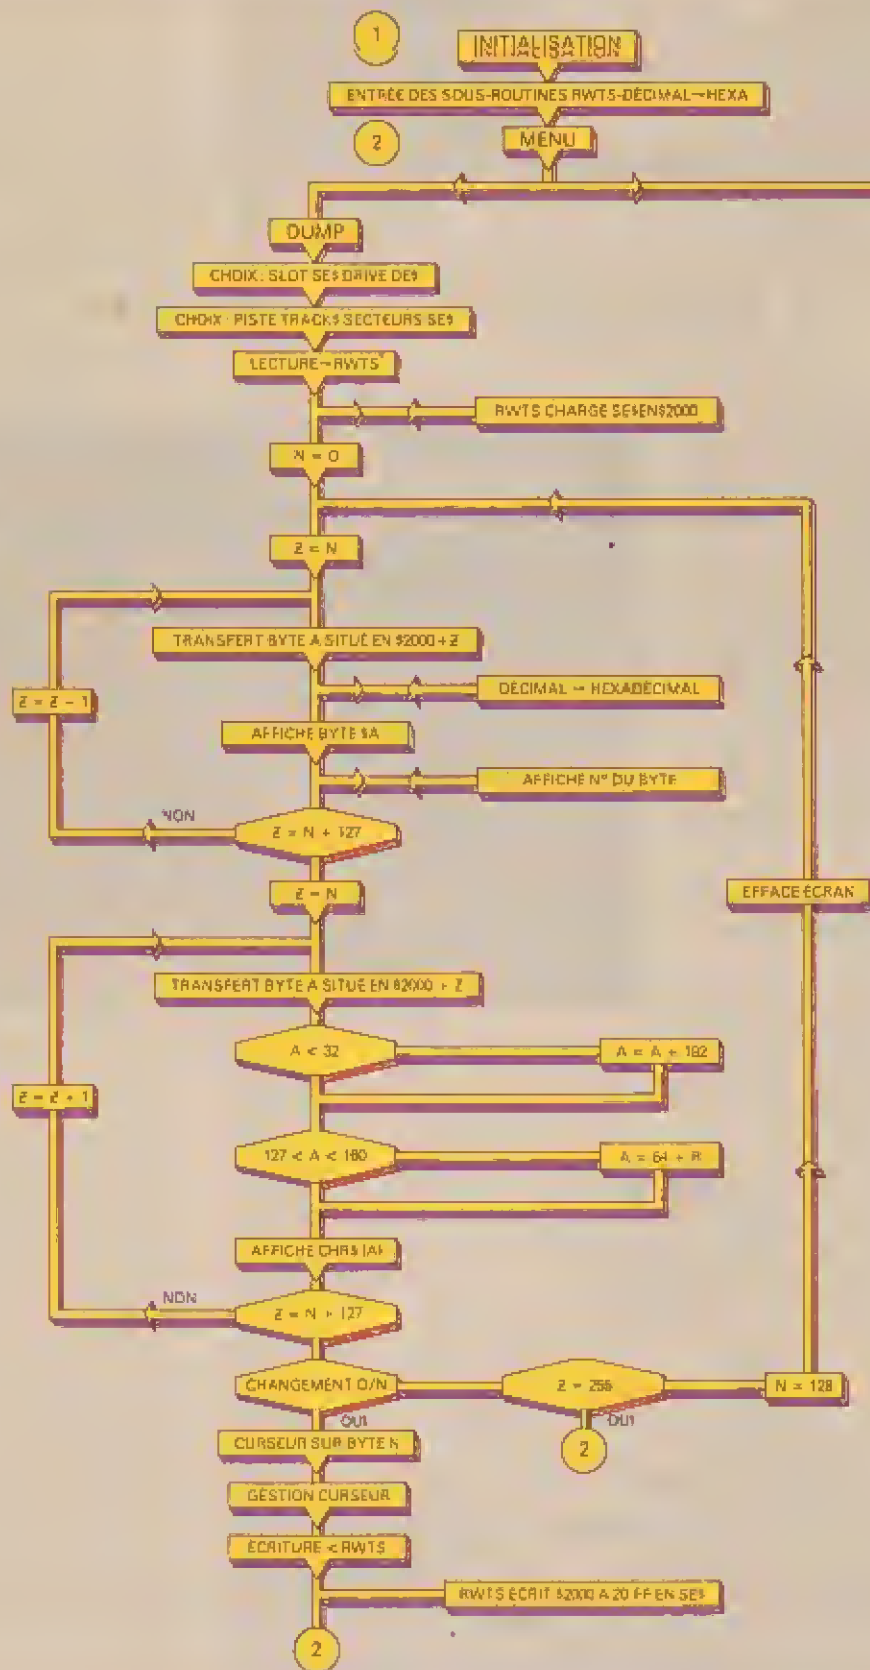 1
INITIALISATION
ENTRÉE DES SOUS-ROUTINES RWTS-DÉCIMAL→HEXA
2
MENU
DUMP
CHOIX : SLOT SE$ DRIVE DE$
CHOIX : PISTE TRACK$ SECTEURS SE$
LECTURE→RWTS
RWTS CHARGE SE$ EN $2000
N = 0
Z = N
TRANSFERT BYTE A SITUÉ EN $2000 + Z
DÉCIMAL → HEXADÉCIMAL
Z = Z - 1
AFFICHE BYTE $A
AFFICHE N° DU BYTE
NON
Z = N + 127
Z = N
EFFACE ÉCRAN
TRANSFERT BYTE A SITUÉ EN $2000 + Z
A < 32
A = A + 192
Z = Z + 1
127 < A < 160
A = 64 + A
AFFICHE CHR$ (A)
NON
Z = N + 127
CHANGEMENT O/N
Z = 255
N = 128
OUI
OUI
CURSEUR SUR BYTE N
2
GESTION CURSEUR
ÉCRITURE < RWTS
RWTS ÉCRIT $2000 A 20 FF EN SE$
2